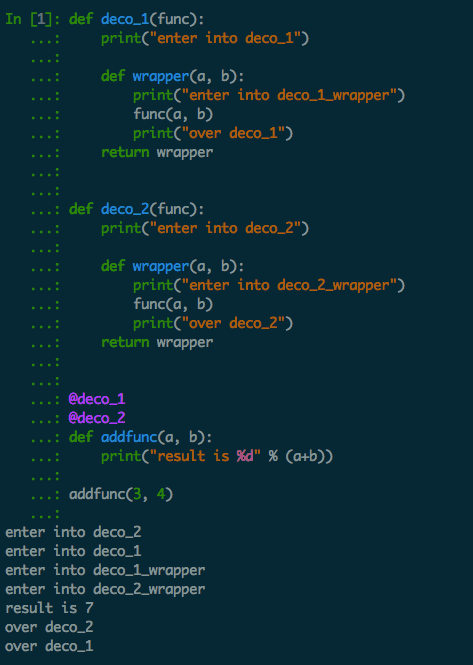 In [1]: def deco_1(func):
   ...:     print("enter into deco_1")
   ...:
   ...:     def wrapper(a, b):
   ...:         print("enter into deco_1_wrapper")
   ...:         func(a, b)
   ...:         print("over deco_1")
   ...:     return wrapper
   ...:
   ...:
   ...: def deco_2(func):
   ...:     print("enter into deco_2")
   ...:
   ...:     def wrapper(a, b):
   ...:         print("enter into deco_2_wrapper")
   ...:         func(a, b)
   ...:         print("over deco_2")
   ...:     return wrapper
   ...:
   ...:
   ...: @deco_1
   ...: @deco_2
   ...: def addfunc(a, b):
   ...:     print("result is %d" % (a+b))
   ...:
   ...: addfunc(3, 4)
   ...:
enter into deco_2
enter into deco_1
enter into deco_1_wrapper
enter into deco_2_wrapper
result is 7
over deco_2
over deco_1